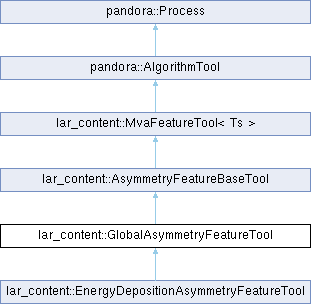 pandora::Process
pandora::AlgorithmTool
lar_content::MvaFeatureTool< Ts >
lar_content::AsymmetryFeatureBaseTool
lar_content::GlobalAsymmetryFeatureTool
lar_content::EnergyDepositionAsymmetryFeatureTool